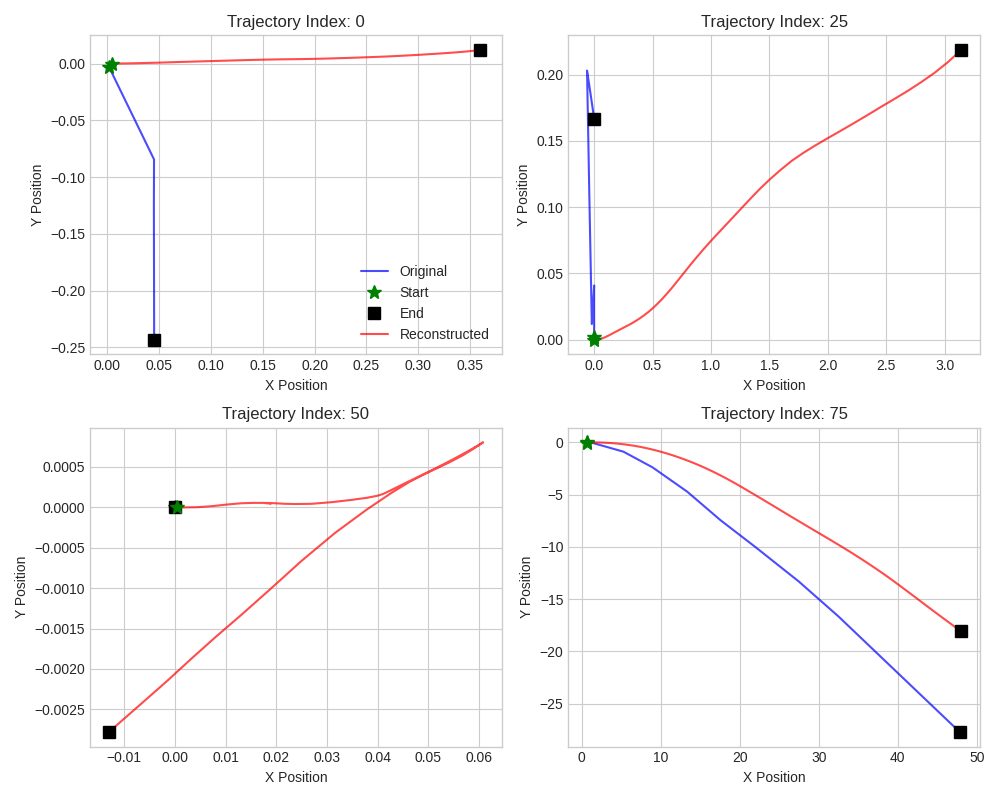 Trajectory Index: 0
0.00
−0.05
−0.10
−0.15
−0.20
−0.25
Y Position
0.00 0.05 0.10 0.15 0.20 0.25 0.30 0.35
X Position
Original
Start
End
Reconstructed
Trajectory Index: 25
0.20
0.15
0.10
0.05
0.00
Y Position
0.0 0.5 1.0 1.5 2.0 2.5 3.0
X Position
Trajectory Index: 50
0.0005
0.0000
−0.0005
−0.0010
−0.0015
−0.0020
−0.0025
Y Position
−0.01 0.00 0.01 0.02 0.03 0.04 0.05 0.06
X Position
Trajectory Index: 75
0
−5
−10
−15
−20
−25
Y Position
0 10 20 30 40 50
X Position